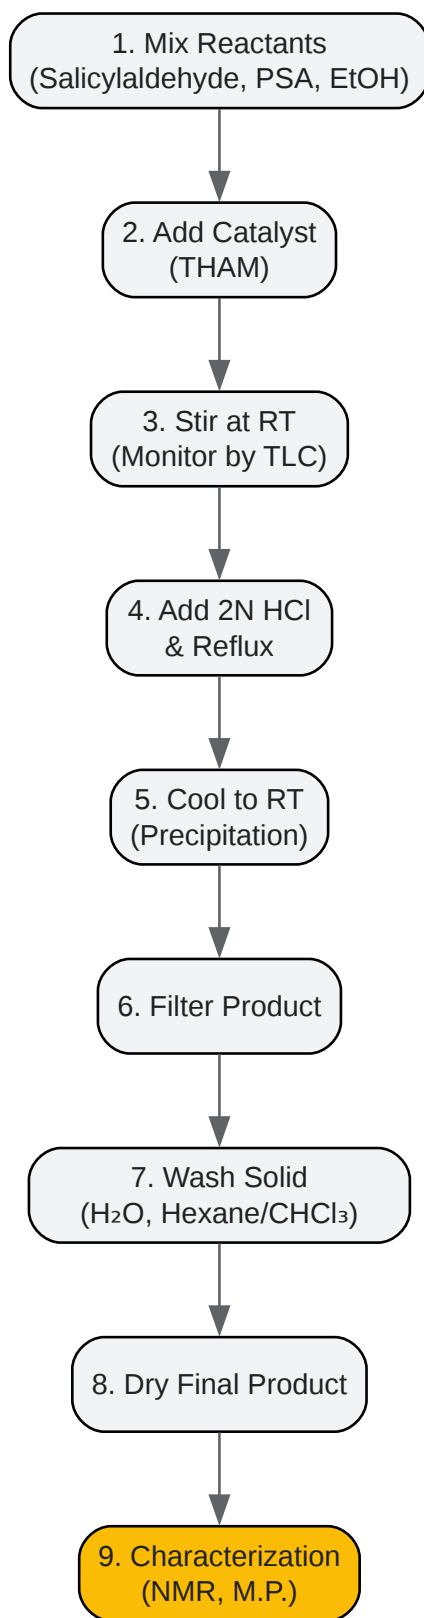 1. Mix Reactants
(Salicylaldehyde, PSA, EtOH)
2. Add Catalyst
(THAM)
3. Stir at RT
(Monitor by TLC)
4. Add 2N HCl
& Reflux
5. Cool to RT
(Precipitation)
6. Filter Product
7. Wash Solid
(H₂O, Hexane/CHCl₃)
8. Dry Final Product
9. Characterization
(NMR, M.P.)